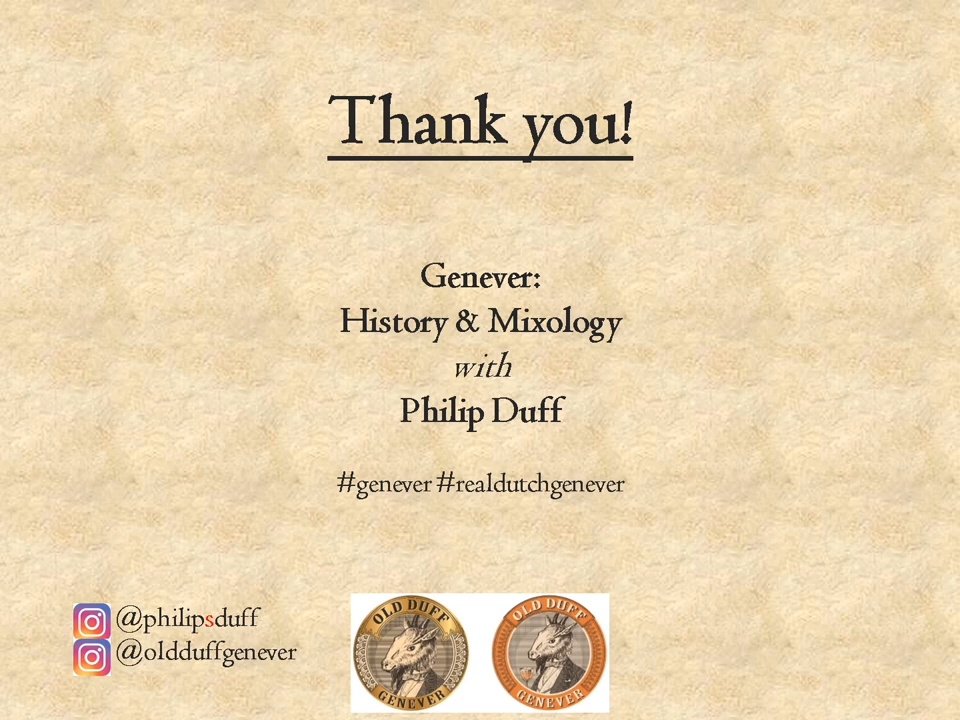 Thank you!
Genever:
History & Mixology
with
Philip Duff
#genever #realdutchgenever
@philipsduff
@oldduffgenever
OLD DUFF
GENEVER
OLD DUFF
GENEVER